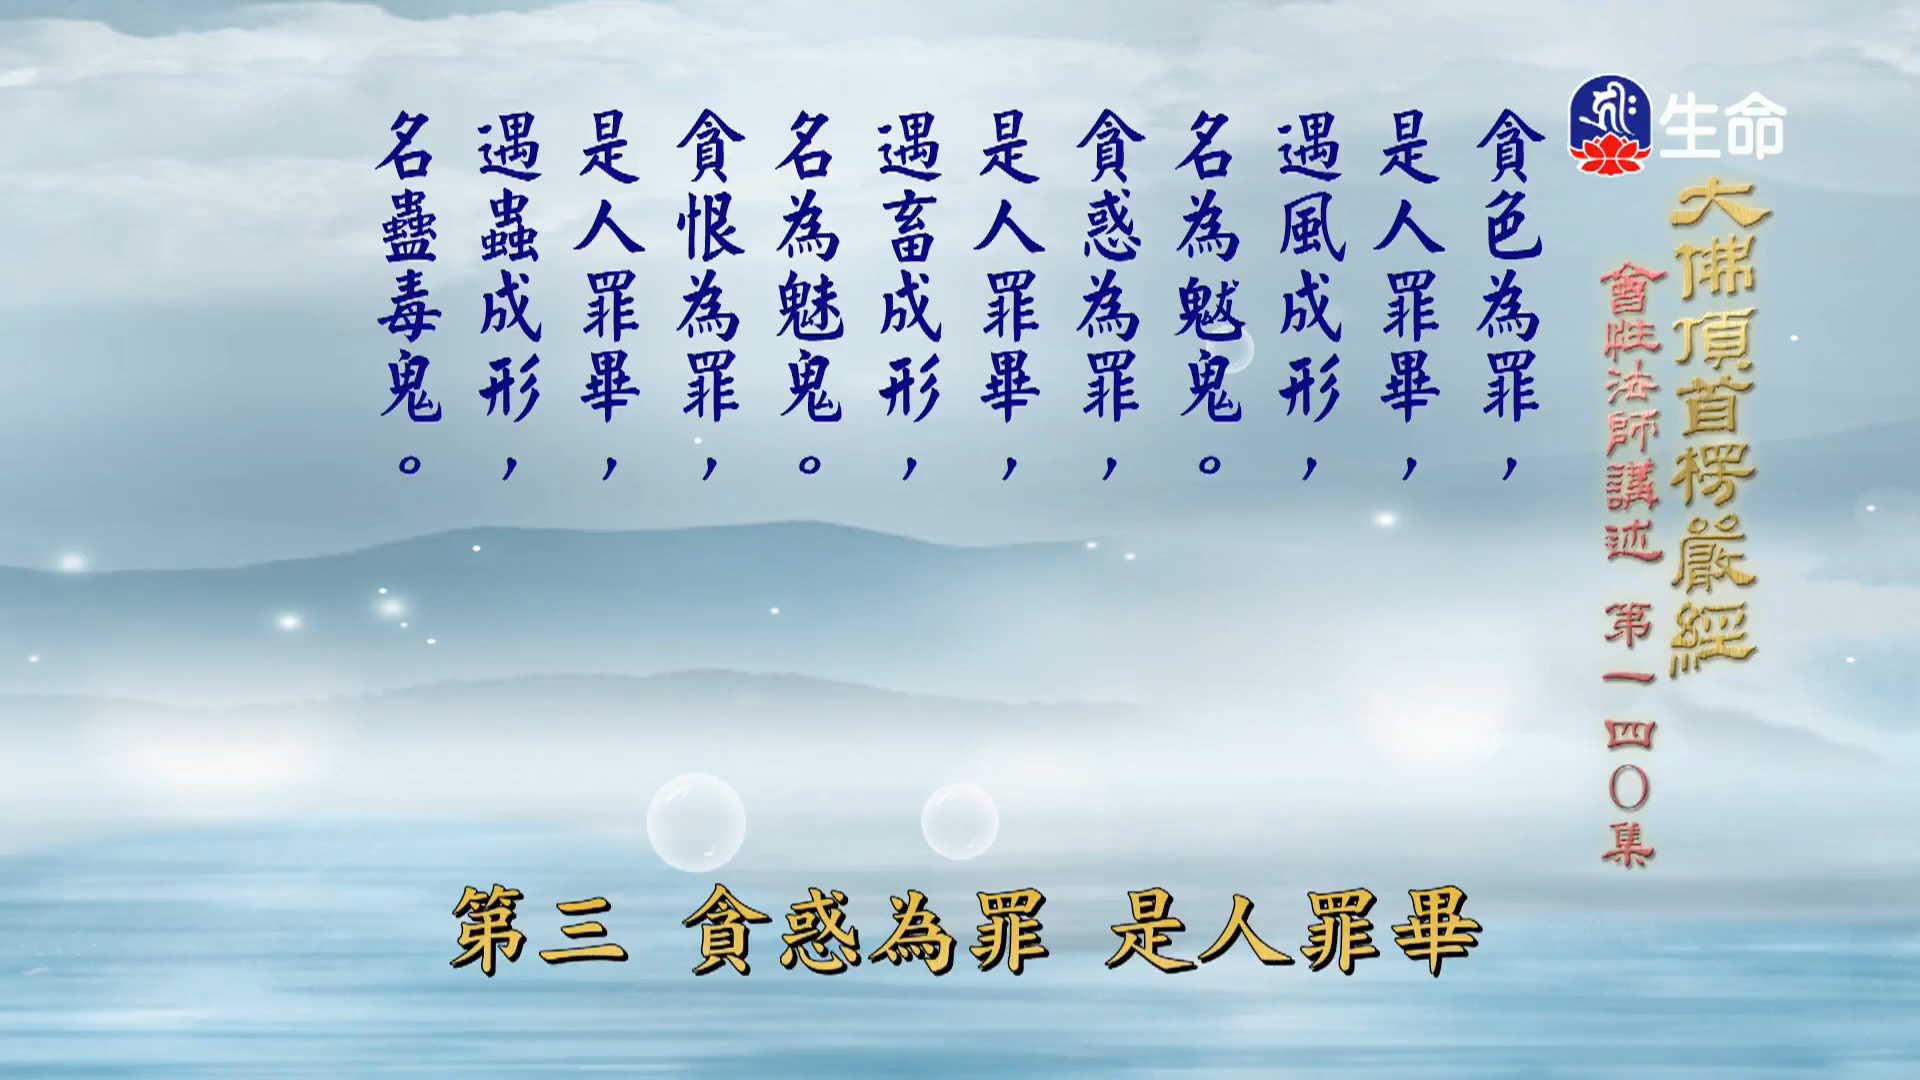 生命
大佛頂首楞嚴經
會性法師講述 第一四〇集
貪色為罪，
是人罪畢，
遇風成形，
名為魃鬼。
貪惑為罪，
是人罪畢，
遇畜成形，
名為魅鬼。
貪恨為罪，
是人罪畢，
遇蟲成形，
名蠱毒鬼。
第三 貪惑為罪 是人罪畢